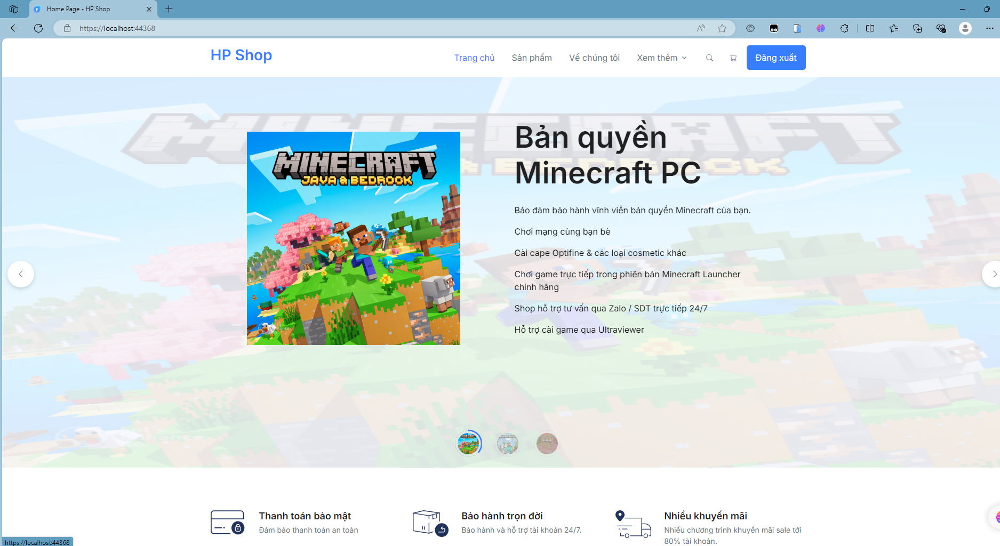 Home Page - HP Shop
https://localhost:44368
HP Shop
Trang chủ
Sản phẩm
Về chúng tôi
Xem thêm
Đăng xuất
MINECRAFT
JAVA & BEDROCK
Bản quyền
Minecraft PC
Bảo đảm bảo hành vĩnh viễn bản quyền Minecraft của bạn.
Chơi mạng cùng bạn bè
Cài cape Optifine & các loại cosmetic khác
Chơi game trực tiếp trong phiên bản Minecraft Launcher
chính hãng
Shop hỗ trợ tư vấn qua Zalo / SDT trực tiếp 24/7
Hỗ trợ cài game qua Ultraviewer
Thanh toán bảo mật
Đảm bảo thanh toán an toàn
Bảo hành trọn đời
Bảo hành và hỗ trợ tài khoản 24/7.
Nhiều khuyến mãi
Nhiều chương trình khuyến mãi sale tới
80% tài khoản.
https://localhost:44368